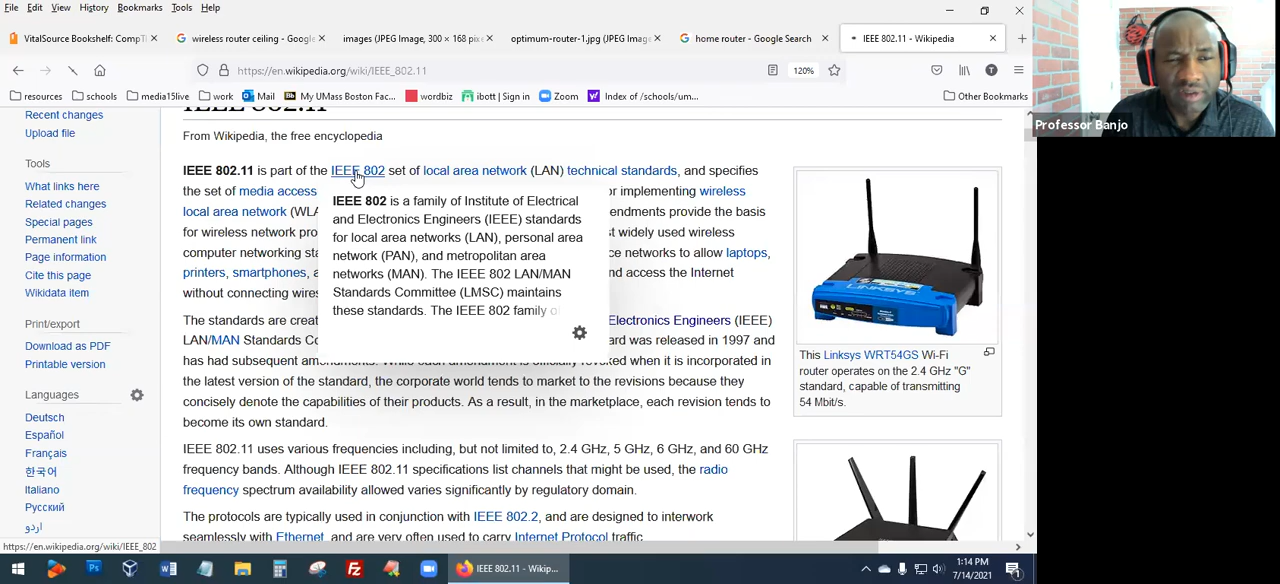 File Edit View History Bookmarks Tools Help
VitalSource Bookshelf: CompT
wireless router ceiling - Google
images (JPEG Image, 300 × 168 pix
optimum-router-1.jpg (JPEG Imag
home router - Google Search
IEEE 802.11 - Wikipedia
https://en.wikipedia.org/wiki/IEEE_802.11
120%
T
resources schools media15live work Mail My UMass Boston Fac... wordbiz ibott | Sign in Zoom Index of /schools/um... Other Bookmarks
Professor Banjo
Recent changes
Upload file
Tools
What links here
Related changes
Special pages
Permanent link
Page information
Cite this page
Wikidata item
Print/export
Download as PDF
Printable version
Languages
Deutsch
Español
Français
한국어
Italiano
Русский
اردو
IEEE 802.11
From Wikipedia, the free encyclopedia
IEEE 802.11 is part of the IEEE 802 set of local area network (LAN) technical standards, and specifies
the set of media access or implementing wireless
local area network (WLA endments provide the basis
for wireless network pro st widely used wireless
computer networking sta ce networks to allow laptops,
printers, smartphones, a and access the Internet
without connecting wires
IEEE 802 is a family of Institute of Electrical
and Electronics Engineers (IEEE) standards
for local area networks (LAN), personal area
network (PAN), and metropolitan area
networks (MAN). The IEEE 802 LAN/MAN
Standards Committee (LMSC) maintains
these standards. The IEEE 802 family o
The standards are creat Electronics Engineers (IEEE)
LAN/MAN Standards Co ard was released in 1997 and
has had subsequent amendments. While each amendment is officially revoked when it is incorporated in
the latest version of the standard, the corporate world tends to market to the revisions because they
concisely denote the capabilities of their products. As a result, in the marketplace, each revision tends to
become its own standard.
IEEE 802.11 uses various frequencies including, but not limited to, 2.4 GHz, 5 GHz, 6 GHz, and 60 GHz
frequency bands. Although IEEE 802.11 specifications list channels that might be used, the radio
frequency spectrum availability allowed varies significantly by regulatory domain.
The protocols are typically used in conjunction with IEEE 802.2, and are designed to interwork
seamlessly with Ethernet, and are very often used to carry Internet Protocol traffic.
LINKSYS
This Linksys WRT54GS Wi-Fi
router operates on the 2.4 GHz "G"
standard, capable of transmitting
54 Mbit/s.
https://en.wikipedia.org/wiki/IEEE_802
IEEE 802.11 - Wikip...
1:14 PM
7/14/2021
1